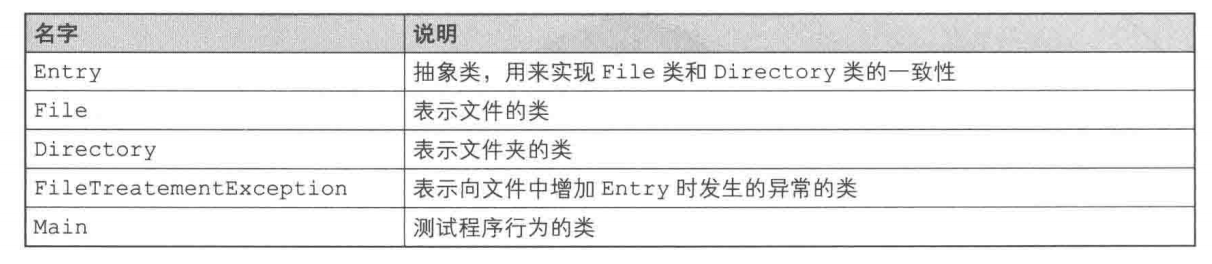 名字 说明
Entry 抽象类，用来实现 File 类和 Directory 类的一致性
File 表示文件的类
Directory 表示文件夹的类
FileTreatementException 表示向文件中增加 Entry 时发生的异常的类
Main 测试程序行为的类